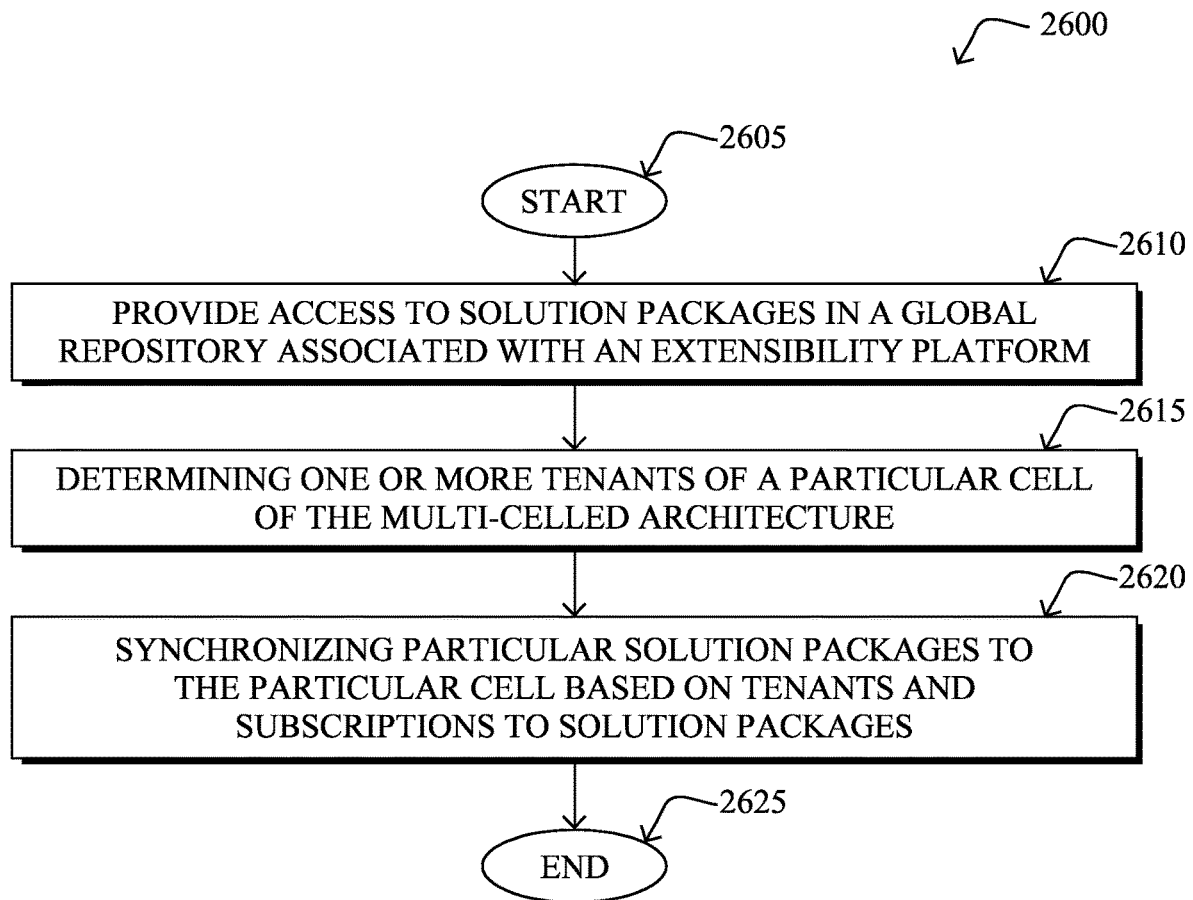 2600
2605
START
2610
PROVIDE ACCESS TO SOLUTION PACKAGES IN A GLOBAL
REPOSITORY ASSOCIATED WITH AN EXTENSIBILITY PLATFORM
2615
DETERMINING ONE OR MORE TENANTS OF A PARTICULAR CELL
OF THE MULTI-CELLED ARCHITECTURE
2620
SYNCHRONIZING PARTICULAR SOLUTION PACKAGES TO
THE PARTICULAR CELL BASED ON TENANTS AND
SUBSCRIPTIONS TO SOLUTION PACKAGES
2625
END